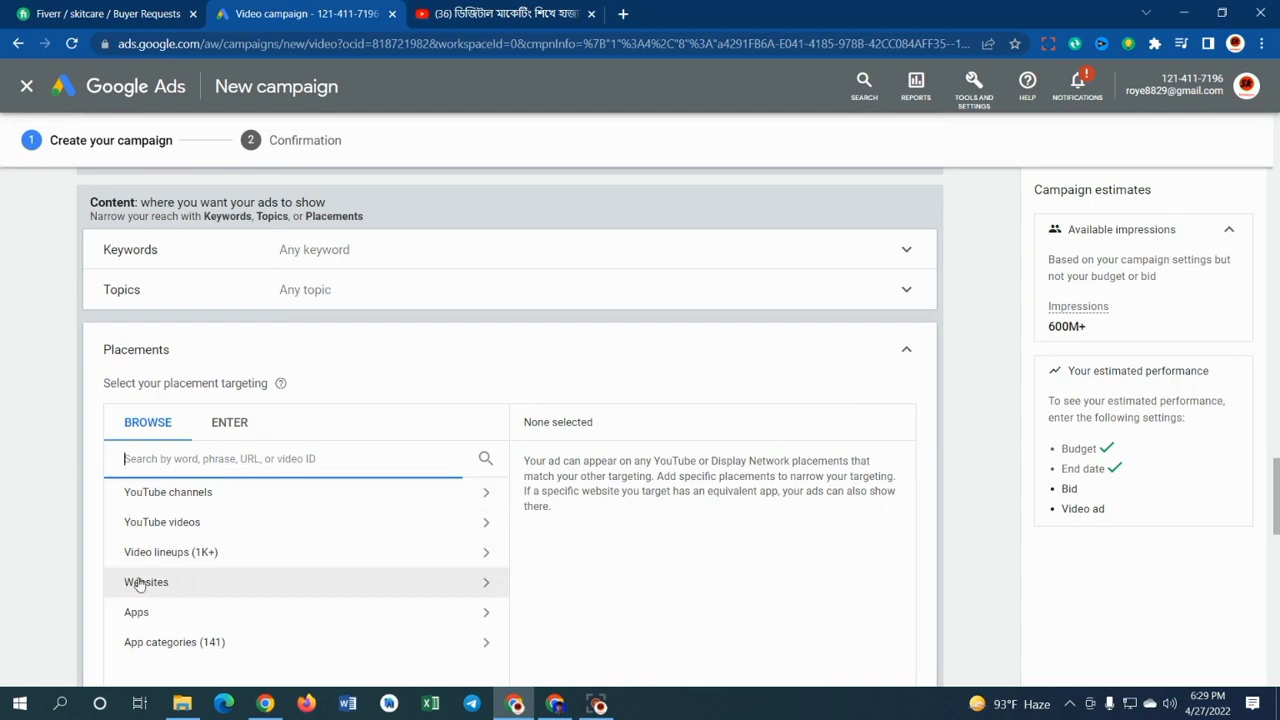 Fiverr / skitcare / Buyer Requests
Video campaign - 121-411-7196
(36) ডিজিটাল মার্কেটিং শিখে হাজা
ads.google.com/aw/campaigns/new/video?ocid=818721982&workspaceId=0&cmpnInfo=%7B"1"%3A4%2C"8"%3A"a4291FB6A-E041-4185-978B-42CC084AFF35--1...
Google Ads
New campaign
SEARCH
REPORTS
TOOLS AND SETTINGS
HELP
NOTIFICATIONS
121-411-7196
roye8829@gmail.com
1 Create your campaign
2 Confirmation
Content: where you want your ads to show
Narrow your reach with Keywords, Topics, or Placements
Keywords Any keyword
Topics Any topic
Placements
Select your placement targeting
BROWSE ENTER
Search by word, phrase, URL, or video ID
YouTube channels
YouTube videos
Video lineups (1K+)
Websites
Apps
App categories (141)
None selected
Your ad can appear on any YouTube or Display Network placements that
match your other targeting. Add specific placements to narrow your targeting.
If a specific website you target has an equivalent app, your ads can also show
there.
Campaign estimates
Available impressions
Based on your campaign settings but
not your budget or bid
Impressions
600M+
Your estimated performance
To see your estimated performance,
enter the following settings:
• Budget
• End date
• Bid
• Video ad
93°F Haze
6:29 PM
4/27/2022